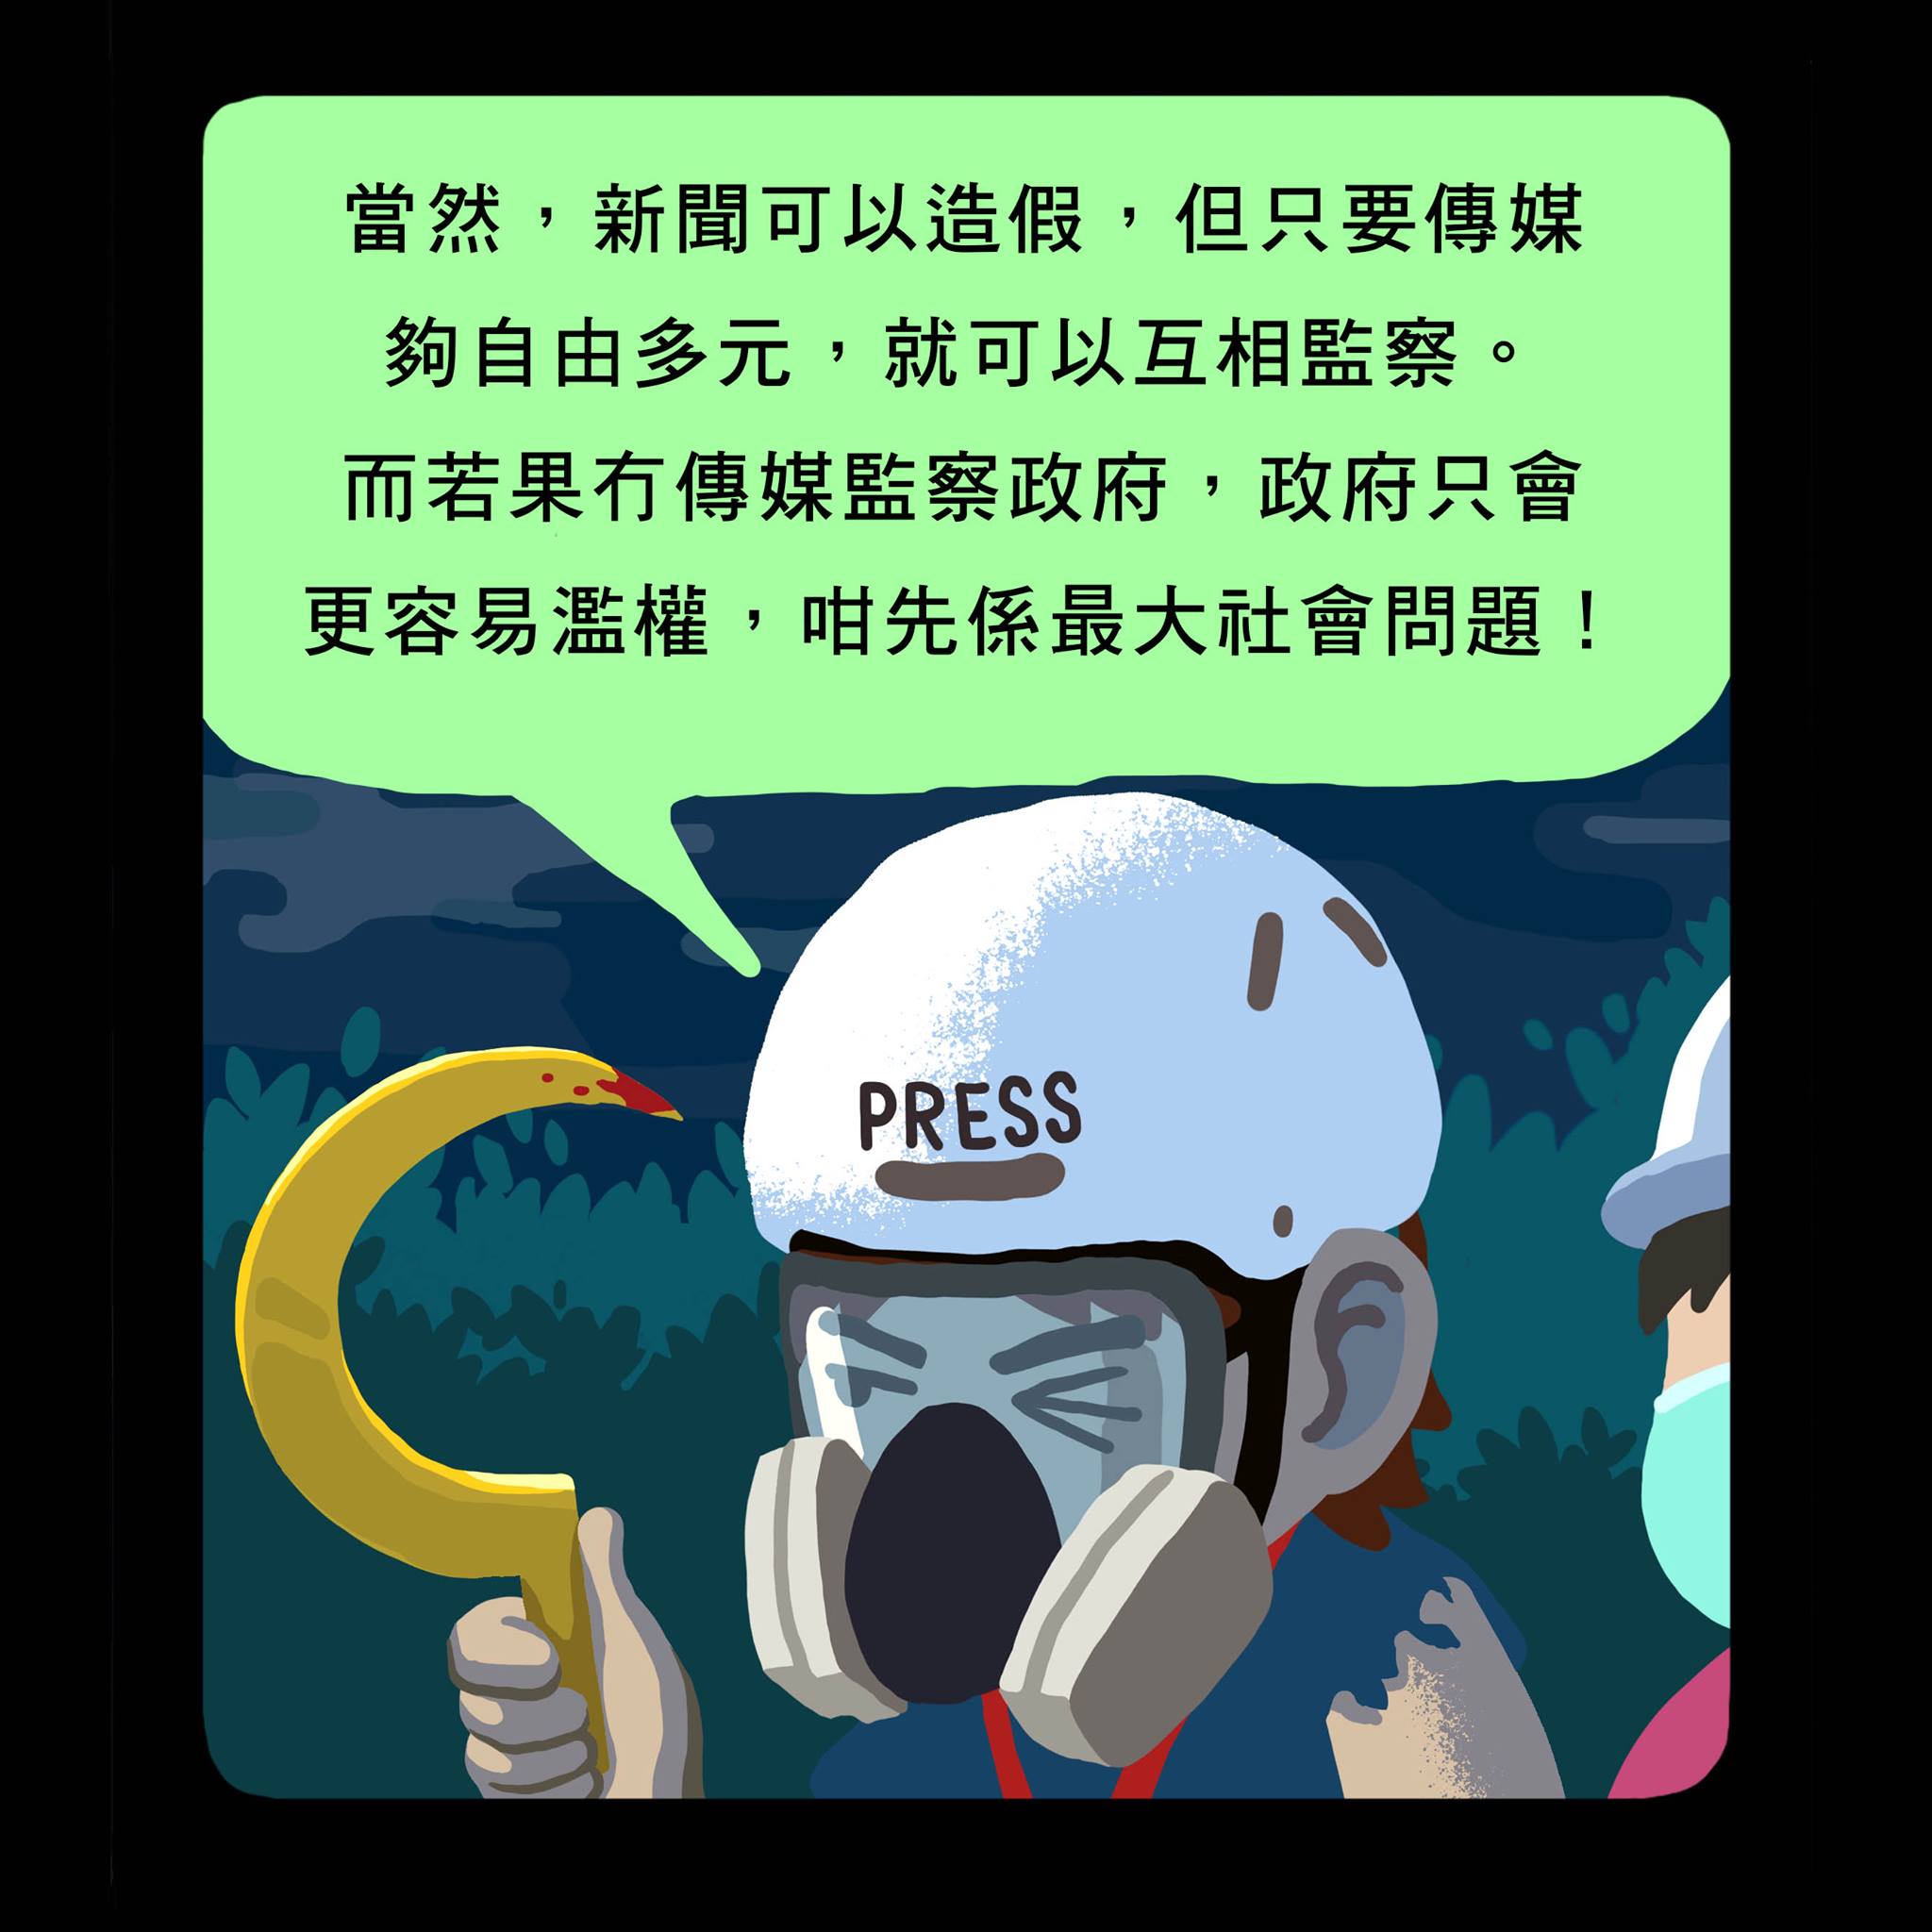 當然，新聞可以造假，但只要傳媒
夠自由多元，就可以互相監察。
而若果冇傳媒監察政府，政府只會
更容易濫權，咁先係最大社會問題！
PRESS